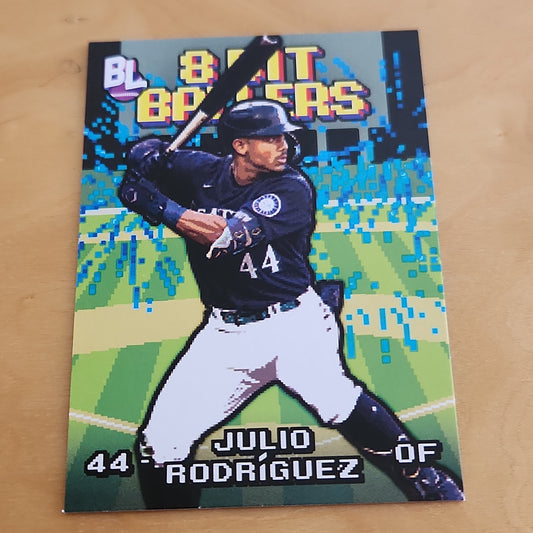 BL
8 BIT
BALLERS
44
44
JULIO
RODRÍGUEZ
OF